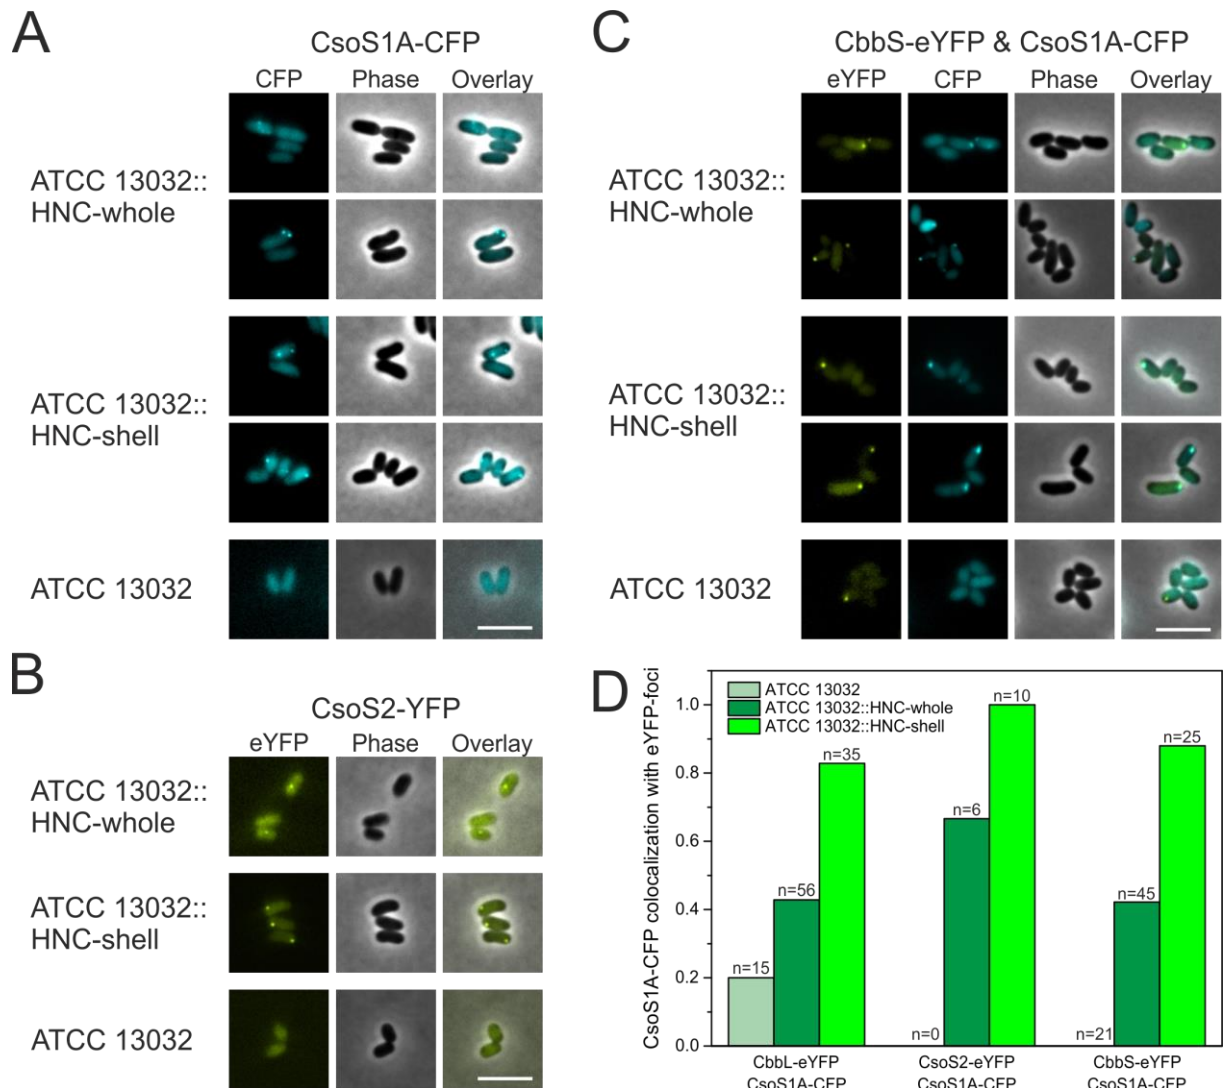 A
CsoS1A-CFP
CFP Phase Overlay
ATCC 13032::
HNC-whole
ATCC 13032::
HNC-shell
ATCC 13032
B
CsoS2-YFP
eYFP Phase Overlay
ATCC 13032::
HNC-whole
ATCC 13032::
HNC-shell
ATCC 13032
C
CbbS-eYFP & CsoS1A-CFP
eYFP CFP Phase Overlay
ATCC 13032::
HNC-whole
ATCC 13032::
HNC-shell
ATCC 13032
D
CsoS1A-CFP colocalization with eYFP-foci
1.0
0.8
0.6
0.4
0.2
0.0
ATCC 13032
ATCC 13032::HNC-whole
ATCC 13032::HNC-shell
n=15
n=56
n=35
n=0
n=6
n=10
n=21
n=45
n=25
CbbL-eYFP
CsoS1A-CFP
CsoS2-eYFP
CsoS1A-CFP
CbbS-eYFP
CsoS1A-CFP